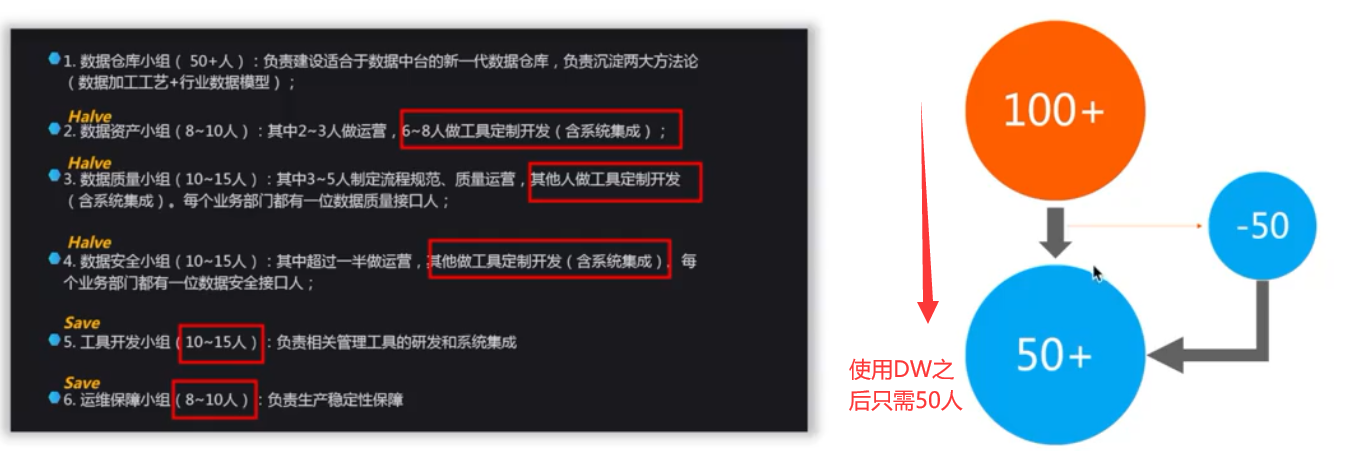 1. 数据仓库小组（ 50+人）：负责建设适合于数据中台的新一代数据仓库，负责沉淀两大方法论
（数据加工工艺+行业数据模型）；
Halve
2. 数据资产小组（8~10人）：其中2~3人做运营，6~8人做工具定制开发（含系统集成）；
Halve
3. 数据质量小组（10~15人）：其中3~5人制定流程规范、质量运营，其他人做工具定制开发
（含系统集成）。每个业务部门都有一位数据质量接口人；
Halve
4. 数据安全小组（10~15人）：其中超过一半做运营，其他做工具定制开发（含系统集成）。每
个业务部门都有一位数据安全接口人；
Save
5. 工具开发小组（10~15人）：负责相关管理工具的研发和系统集成
Save
6. 运维保障小组（8~10人）：负责生产稳定性保障
100+
-50
50+
使用DW之
后只需50人